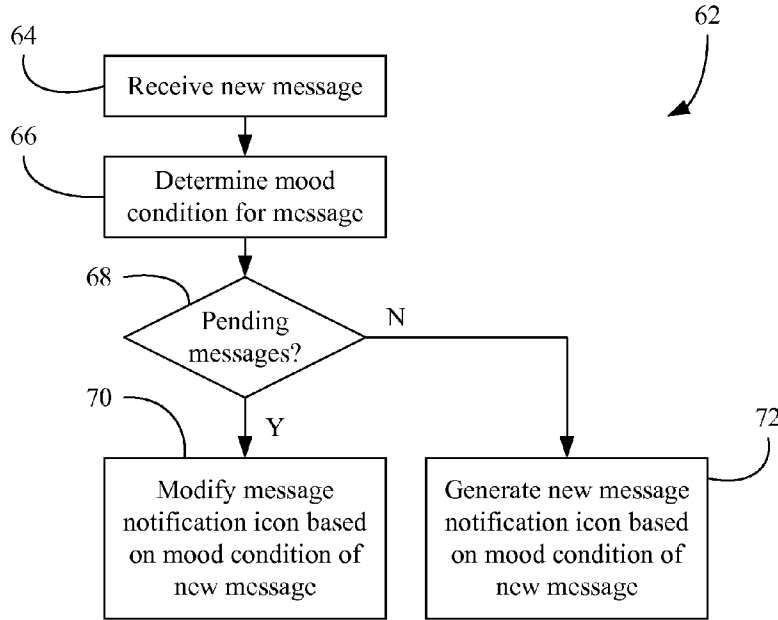 62
64
Receive new message
66
Determine mood
condition for message
68
Pending
messages?
N
Y
70
Modify message
notification icon based
on mood condition of
new message
72
Generate new message
notification icon based
on mood condition of
new message